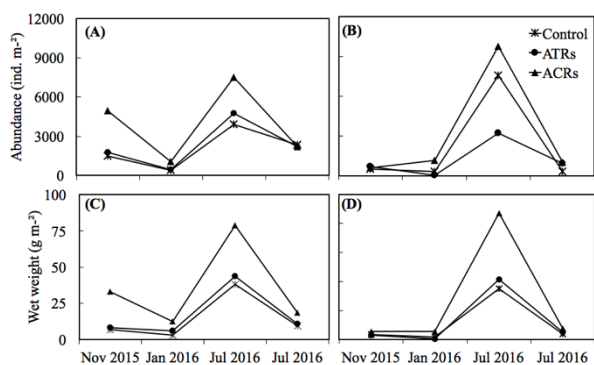 12000
9000
6000
3000
0
Abundance (ind. m-²)
(A)
(B)
Control
ATRs
ACRs
100
75
50
25
0
Wet weight (g m-²)
(C)
(D)
Nov 2015 Jan 2016 Jul 2016 Jul 2016
Nov 2015 Jan 2016 Jul 2016 Jul 2016